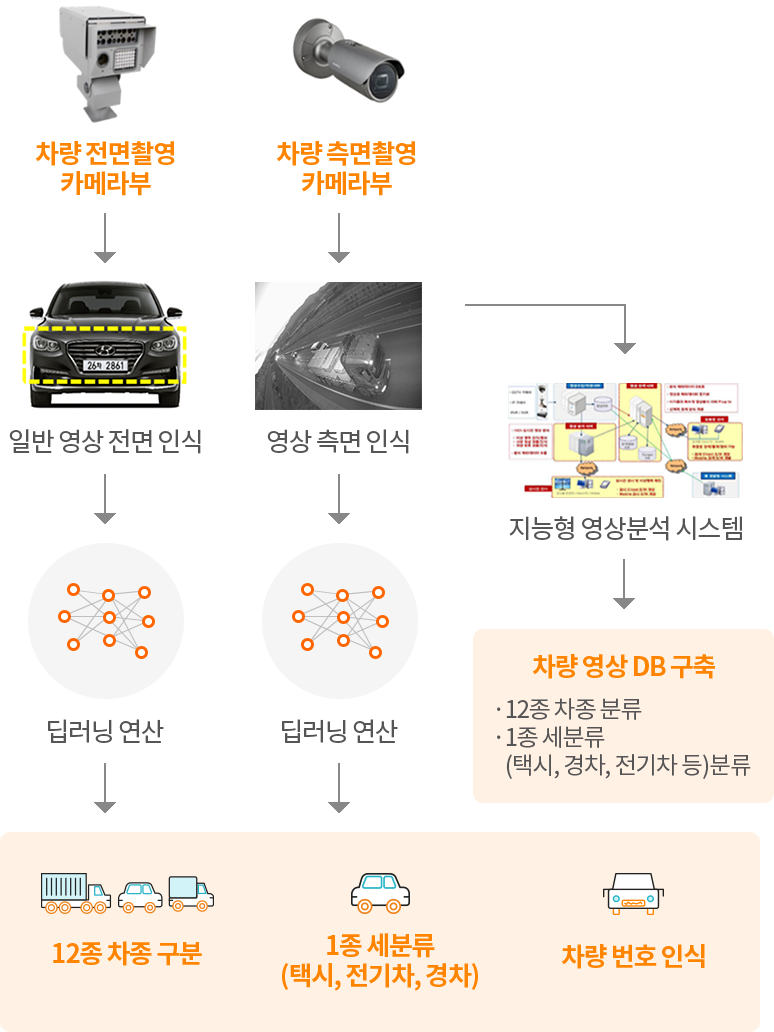 차량 전면촬영
카메라부
차량 측면촬영
카메라부
26차 2861
일반 영상 전면 인식
영상 측면 인식
지능형 영상분석 시스템
딥러닝 연산
딥러닝 연산
차량 영상 DB 구축
· 12종 차종 분류
· 1종 세분류
(택시, 경차, 전기차 등)분류
12종 차종 구분
1종 세분류
(택시, 전기차, 경차)
차량 번호 인식